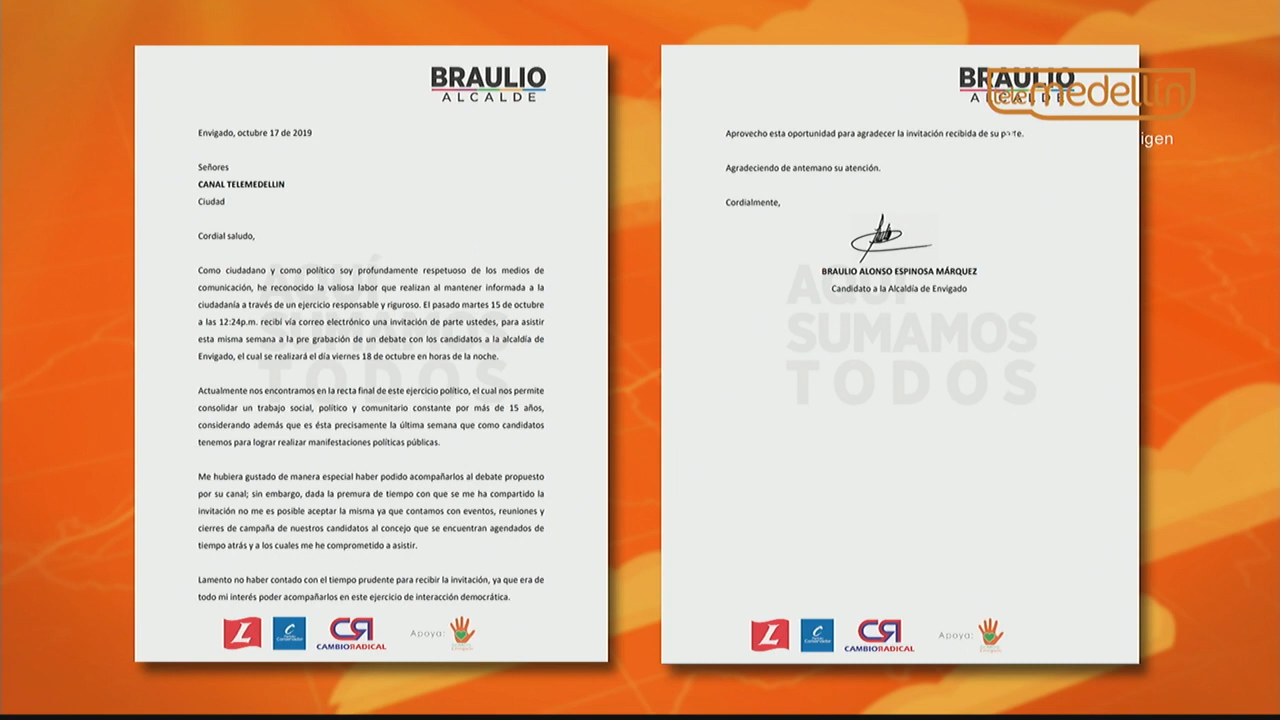 BRAULIO
ALCALDE
Envigado, octubre 17 de 2019
Señores
CANAL TELEMEDELLIN
Ciudad
Cordial saludo,
Como ciudadano y como político soy profundamente respetuoso de los medios de
comunicación, he reconocido la valiosa labor que realizan al mantener informada a la
ciudadanía a través de un ejercicio responsable y riguroso. El pasado martes 15 de octubre
a las 12:24p.m. recibí vía correo electrónico una invitación de parte ustedes, para asistir
esta misma semana a la pre grabación de un debate con los candidatos a la alcaldía de
Envigado, el cual se realizará el día viernes 18 de octubre en horas de la noche.
Actualmente nos encontramos en la recta final de este ejercicio político, el cual nos permite
consolidar un trabajo social, político y comunitario constante por más de 15 años,
considerando además que es ésta precisamente la última semana que como candidatos
tenemos para lograr realizar manifestaciones políticas públicas.
Me hubiera gustado de manera especial haber podido acompañarlos al debate propuesto
por su canal; sin embargo, dada la premura de tiempo con que se me ha compartido la
invitación no me es posible aceptar la misma ya que contamos con eventos, reuniones y
cierres de campaña de nuestros candidatos al concejo que se encuentran agendados de
tiempo atrás y a los cuales me he comprometido a asistir.
Lamento no haber contado con el tiempo prudente para recibir la invitación, ya que era de
todo mi interés poder acompañarlos en este ejercicio de interacción democrática.
AQUÍ
SUMAMOS
TODOS
L
C
Conservador
CR
CAMBIORADICAL
Apoya:
Envigado
BRAULIO
ALCALDE
telemedellín
igen
Aprovecho esta oportunidad para agradecer la invitación recibida de su parte.
Agradeciendo de antemano su atención.
Cordialmente,
BRAULIO ALONSO ESPINOSA MÁRQUEZ
Candidato a la Alcaldía de Envigado
AQUÍ
SUMAMOS
TODOS
L
C
Conservador
CR
CAMBIORADICAL
Apoya:
Envigado